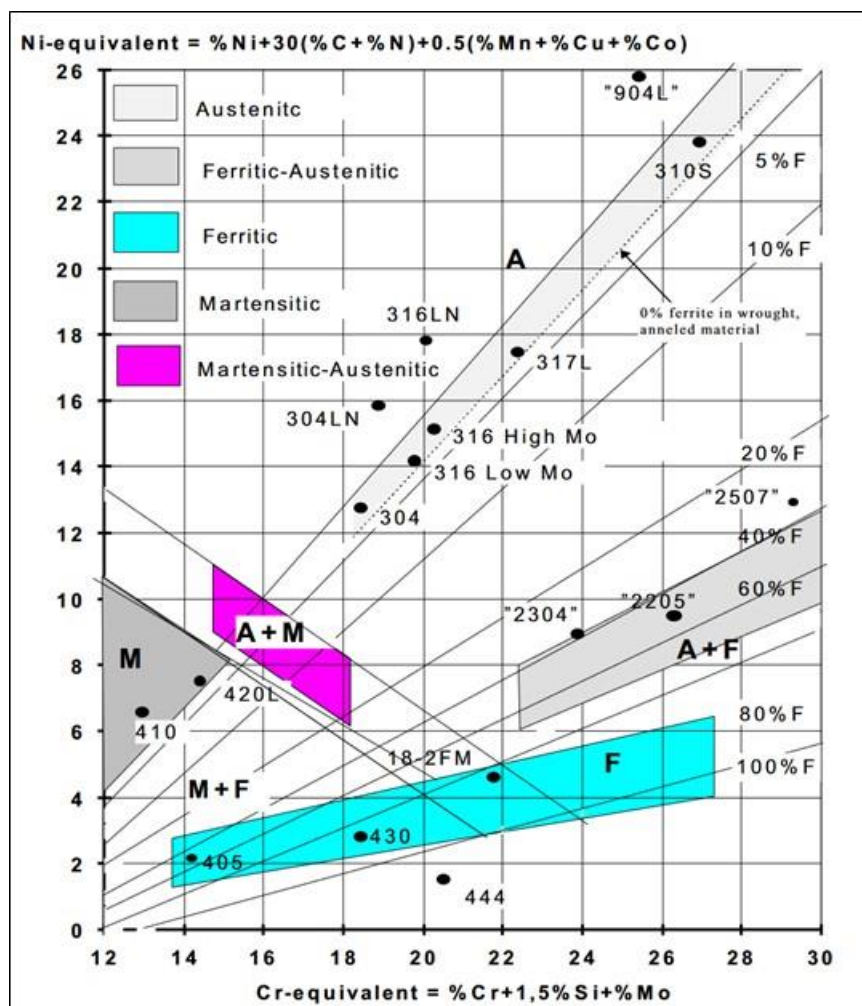 Ni-equivalent = %Ni+30(%C+%N)+0.5(%Mn+%Cu+%Co)
26
24
22
20
18
16
14
12
10
8
6
4
2
0
Austenitc
Ferritic-Austenitic
Ferritic
Martensitic
Martensitic-Austenitic
"904L"
310S
5%F
10%F
A
0% ferrite in wrought,
anneled material
316LN
317L
304LN
316 High Mo
316 Low Mo
20%F
"2507"
304
40%F
60%F
"2304"
"2205"
A+M
A+F
M
420L
410
80%F
18-2FM
F
100%F
M+F
430
405
444
12 14 16 18 20 22 24 26 28 30
Cr-equivalent = %Cr+1,5%Si+%Mo